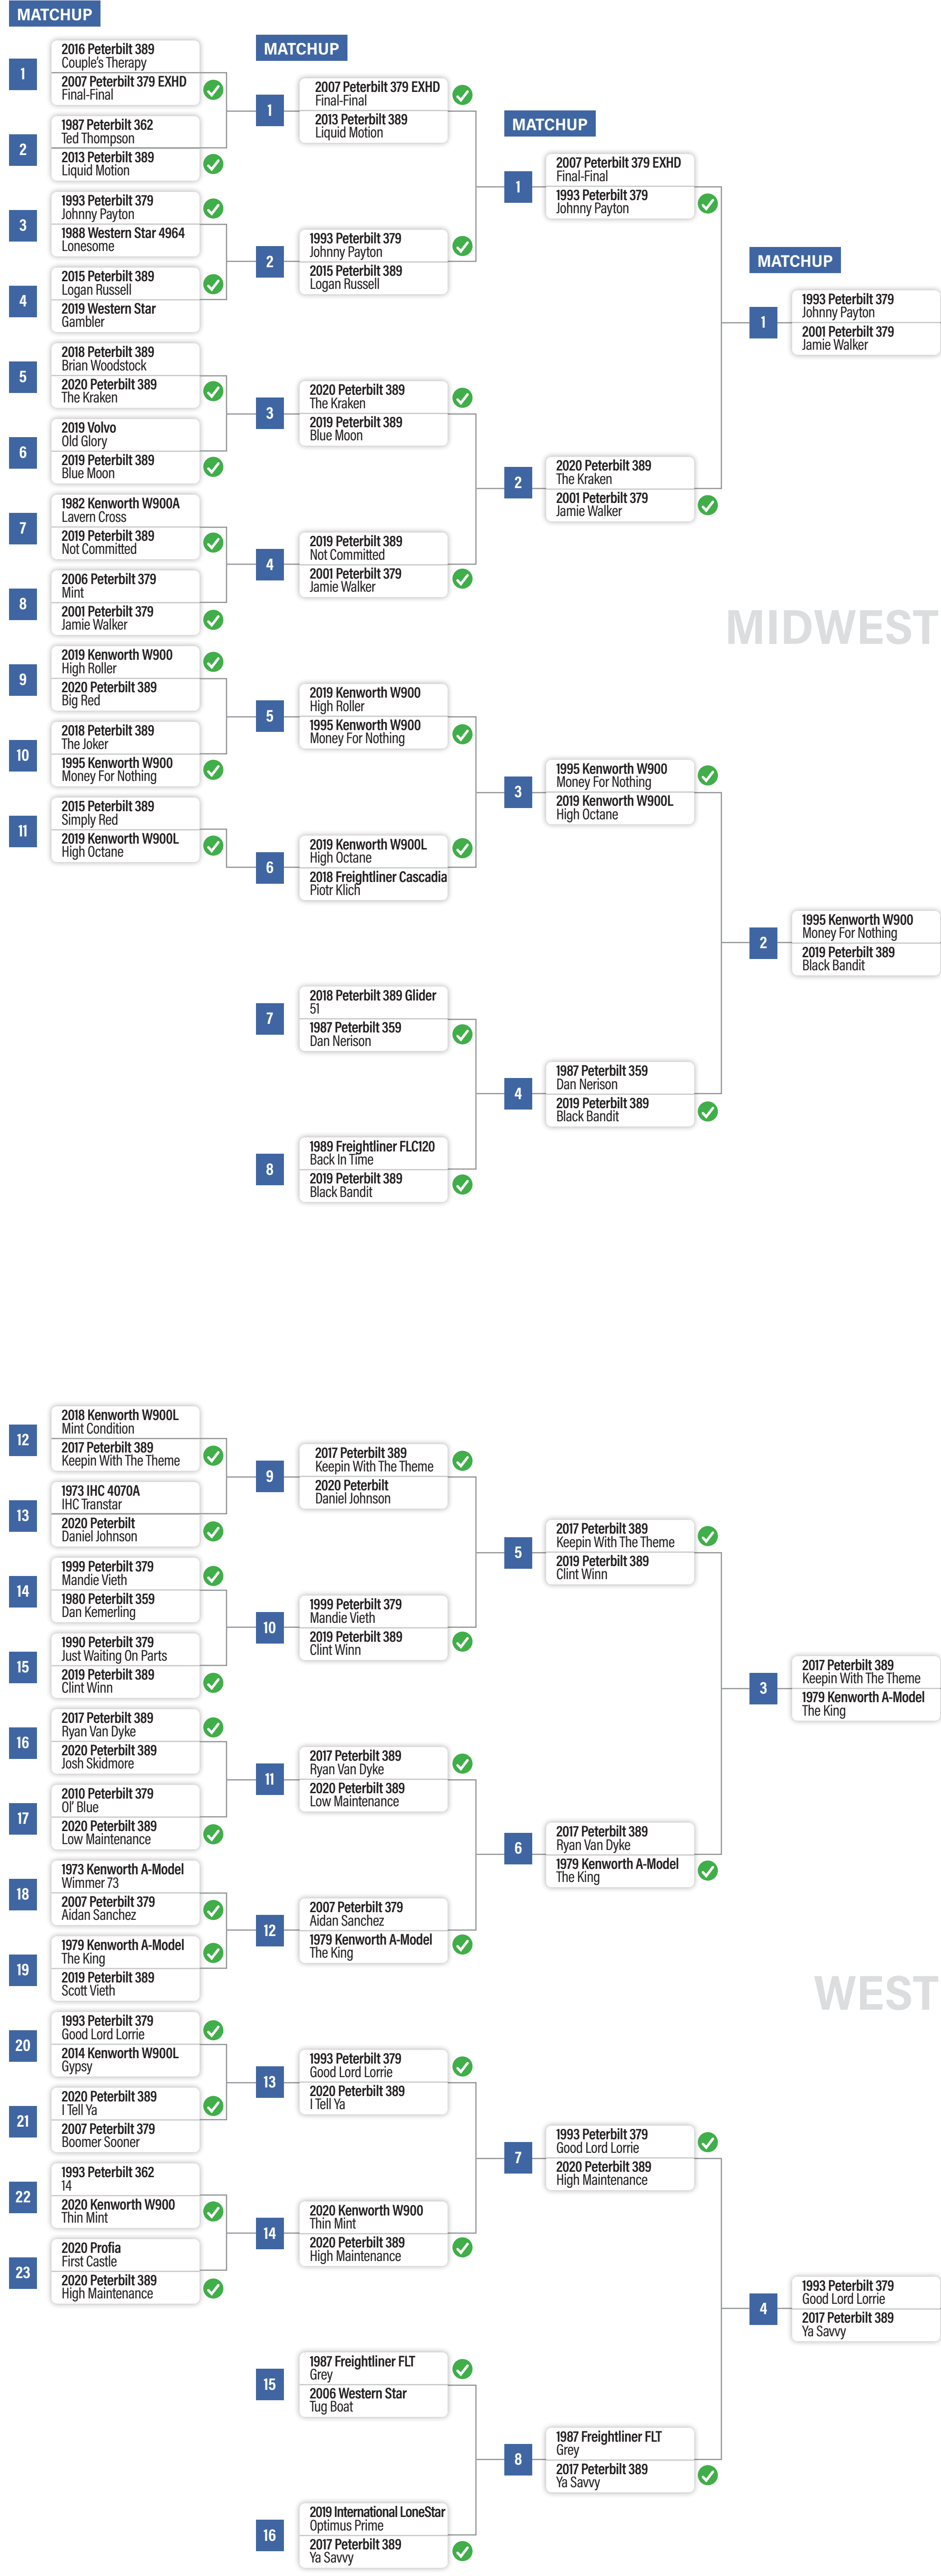 MATCHUP
1
2016 Peterbilt 389
Couple's Therapy
2007 Peterbilt 379 EXHD
Final-Final
2
1987 Peterbilt 362
Ted Thompson
2013 Peterbilt 389
Liquid Motion
3
1993 Peterbilt 379
Johnny Payton
1988 Western Star 4964
Lonesome
4
2015 Peterbilt 389
Logan Russell
2019 Western Star
Gambler
5
2018 Peterbilt 389
Brian Woodstock
2020 Peterbilt 389
The Kraken
6
2019 Volvo
Old Glory
2019 Peterbilt 389
Blue Moon
7
1982 Kenworth W900A
Lavern Cross
2019 Peterbilt 389
Not Committed
8
2006 Peterbilt 379
Mint
2001 Peterbilt 379
Jamie Walker
9
2019 Kenworth W900
High Roller
2020 Peterbilt 389
Big Red
10
2018 Peterbilt 389
The Joker
1995 Kenworth W900
Money For Nothing
11
2015 Peterbilt 389
Simply Red
2019 Kenworth W900L
High Octane
MATCHUP
1
2007 Peterbilt 379 EXHD
Final-Final
2013 Peterbilt 389
Liquid Motion
2
1993 Peterbilt 379
Johnny Payton
2015 Peterbilt 389
Logan Russell
3
2020 Peterbilt 389
The Kraken
2019 Peterbilt 389
Blue Moon
4
2019 Peterbilt 389
Not Committed
2001 Peterbilt 379
Jamie Walker
5
2019 Kenworth W900
High Roller
1995 Kenworth W900
Money For Nothing
6
2019 Kenworth W900L
High Octane
2018 Freightliner Cascadia
Piotr Klich
7
2018 Peterbilt 389 Glider
51
1987 Peterbilt 359
Dan Nerison
8
1989 Freightliner FLC120
Back In Time
2019 Peterbilt 389
Black Bandit
MATCHUP
1
2007 Peterbilt 379 EXHD
Final-Final
1993 Peterbilt 379
Johnny Payton
2
2020 Peterbilt 389
The Kraken
2001 Peterbilt 379
Jamie Walker
3
1995 Kenworth W900
Money For Nothing
2019 Kenworth W900L
High Octane
4
1987 Peterbilt 359
Dan Nerison
2019 Peterbilt 389
Black Bandit
MATCHUP
1
1993 Peterbilt 379
Johnny Payton
2001 Peterbilt 379
Jamie Walker
MIDWEST
2
1995 Kenworth W900
Money For Nothing
2019 Peterbilt 389
Black Bandit
12
2018 Kenworth W900L
Mint Condition
2017 Peterbilt 389
Keepin With The Theme
13
1973 IHC 4070A
IHC Transtar
2020 Peterbilt
Daniel Johnson
14
1999 Peterbilt 379
Mandie Vieth
1980 Peterbilt 359
Dan Kemerling
15
1990 Peterbilt 379
Just Waiting On Parts
2019 Peterbilt 389
Clint Winn
16
2017 Peterbilt 389
Ryan Van Dyke
2020 Peterbilt 389
Josh Skidmore
17
2010 Peterbilt 379
Ol' Blue
2020 Peterbilt 389
Low Maintenance
18
1973 Kenworth A-Model
Wimmer 73
2007 Peterbilt 379
Aidan Sanchez
19
1979 Kenworth A-Model
The King
2019 Peterbilt 389
Scott Vieth
20
1993 Peterbilt 379
Good Lord Lorrie
2014 Kenworth W900L
Gypsy
21
2020 Peterbilt 389
I Tell Ya
2007 Peterbilt 379
Boomer Sooner
22
1993 Peterbilt 362
14
2020 Kenworth W900
Thin Mint
23
2020 Profia
First Castle
2020 Peterbilt 389
High Maintenance
9
2017 Peterbilt 389
Keepin With The Theme
2020 Peterbilt
Daniel Johnson
10
1999 Peterbilt 379
Mandie Vieth
2019 Peterbilt 389
Clint Winn
11
2017 Peterbilt 389
Ryan Van Dyke
2020 Peterbilt 389
Low Maintenance
12
2007 Peterbilt 379
Aidan Sanchez
1979 Kenworth A-Model
The King
13
1993 Peterbilt 379
Good Lord Lorrie
2020 Peterbilt 389
I Tell Ya
14
2020 Kenworth W900
Thin Mint
2020 Peterbilt 389
High Maintenance
15
1987 Freightliner FLT
Grey
2006 Western Star
Tug Boat
16
2019 International LoneStar
Optimus Prime
2017 Peterbilt 389
Ya Savvy
5
2017 Peterbilt 389
Keepin With The Theme
2019 Peterbilt 389
Clint Winn
6
2017 Peterbilt 389
Ryan Van Dyke
1979 Kenworth A-Model
The King
7
1993 Peterbilt 379
Good Lord Lorrie
2020 Peterbilt 389
High Maintenance
8
1987 Freightliner FLT
Grey
2017 Peterbilt 389
Ya Savvy
3
2017 Peterbilt 389
Keepin With The Theme
1979 Kenworth A-Model
The King
WEST
4
1993 Peterbilt 379
Good Lord Lorrie
2017 Peterbilt 389
Ya Savvy